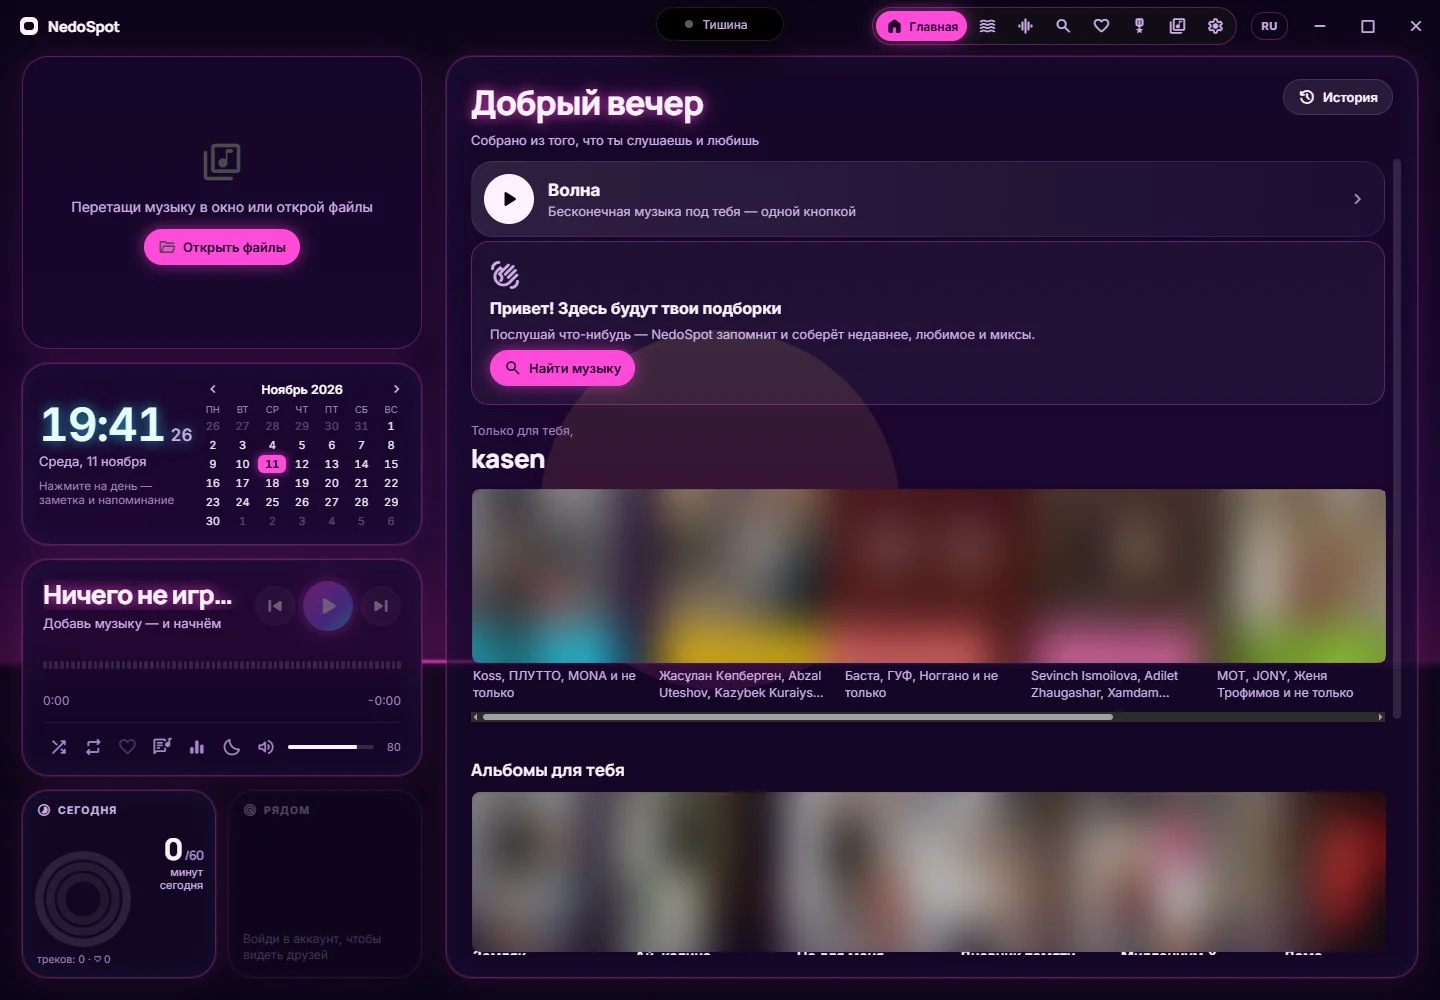 NedoSpot
Тишина
Главная
RU
Перетащи музыку в окно или открой файлы
Открыть файлы
19:41 26
Среда, 11 ноября
Нажмите на день —
заметка и напоминание
Ноябрь 2026
ПН ВТ СР ЧТ ПТ СБ ВС
26 27 28 29 30 31 1
2 3 4 5 6 7 8
9 10 11 12 13 14 15
16 17 18 19 20 21 22
23 24 25 26 27 28 29
30 1 2 3 4 5 6
Ничего не игр...
Добавь музыку — и начнём
0:00 -0:00
80
СЕГОДНЯ
0/60
минут
сегодня
треков: 0 · ♡ 0
РЯДОМ
Войди в аккаунт, чтобы
видеть друзей
Добрый вечер
История
Собрано из того, что ты слушаешь и любишь
Волна
Бесконечная музыка под тебя — одной кнопкой
Привет! Здесь будут твои подборки
Послушай что-нибудь — NedoSpot запомнит и соберёт недавнее, любимое и миксы.
Найти музыку
Только для тебя,
kasen
Koss, ПЛУТТО, MONA и не
только
Жасұлан Көпберген, Abzal
Uteshov, Kazybek Kuraiys...
Баста, ГУФ, Ноггано и не
только
Sevinch Ismoilova, Adilet
Zhaugashar, Xamdam...
МОТ, JONY, Женя
Трофимов и не только
Альбомы для тебя